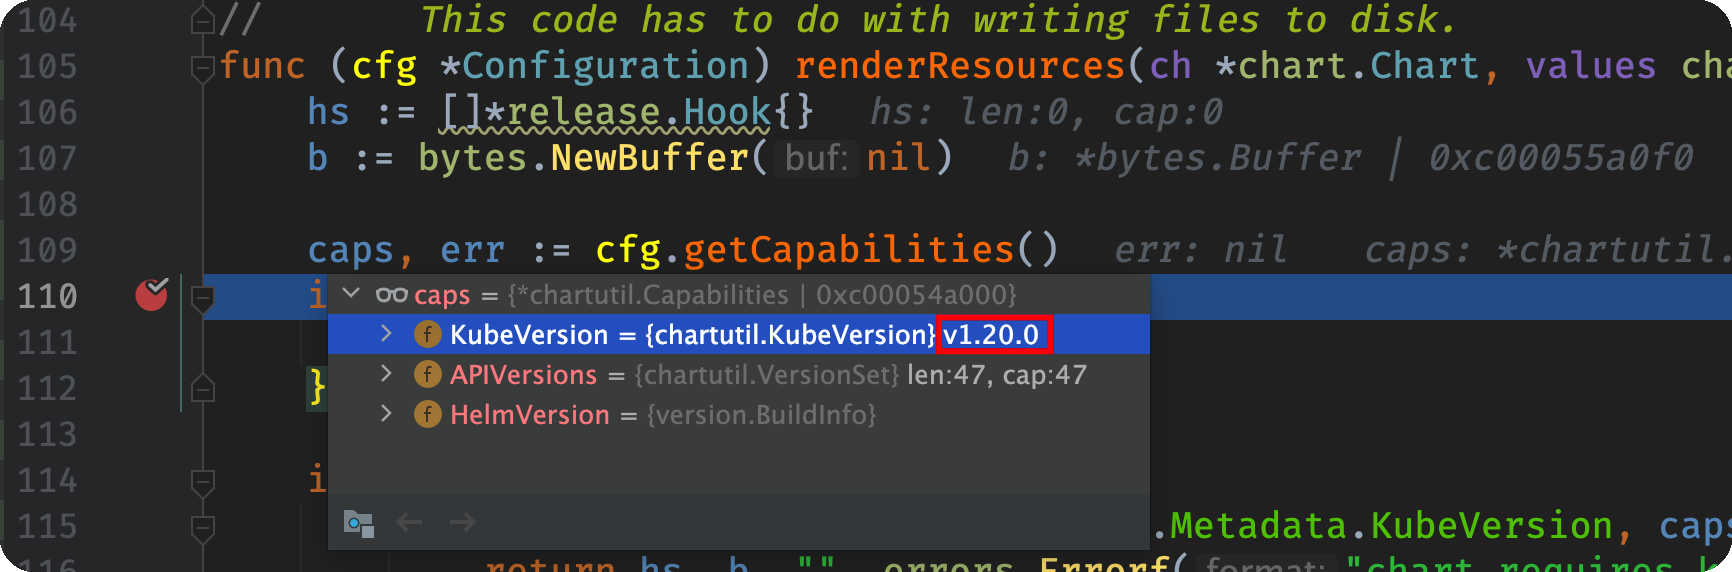 104 // This code has to do with writing files to disk.
105 func (cfg *Configuration) renderResources(ch *chart.Chart, values cha
106 hs := []*release.Hook{} hs: len:0, cap:0
107 b := bytes.NewBuffer( buf: nil) b: *bytes.Buffer | 0xc00055a0f0
108
109 caps, err := cfg.getCapabilities() err: nil caps: *chartutil.
110 i
caps = {*chartutil.Capabilities | 0xc00054a000}
111
KubeVersion = {chartutil.KubeVersion} v1.20.0
APIVersions = {chartutil.VersionSet} len:47, cap:47
112 }
HelmVersion = {version.BuildInfo}
113
114 i
115 .Metadata.KubeVersion, caps
116 return hs, b, "", errors.Errorf( format: "chart requires k